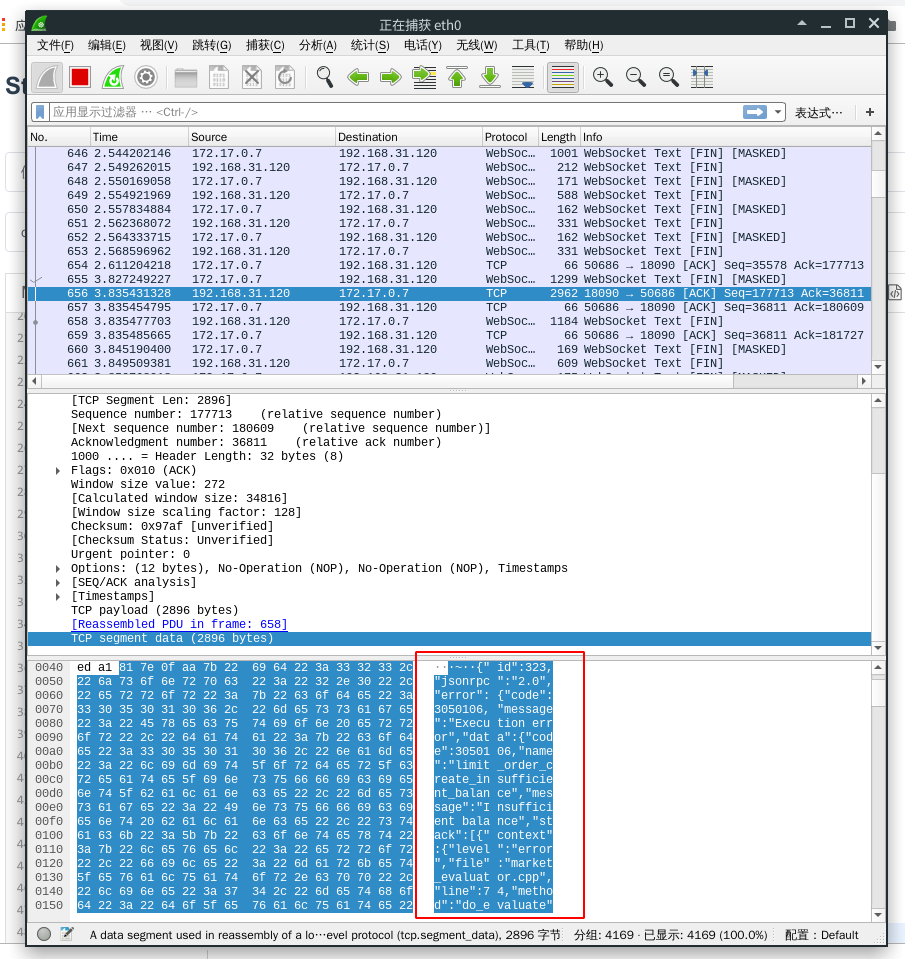 正在捕获 eth0
文件(F) 编辑(E) 视图(V) 跳转(G) 捕获(C) 分析(A) 统计(S) 电话(Y) 无线(W) 工具(T) 帮助(H)
应用显示过滤器 … <Ctrl-/> 表达式… +
No. Time Source Destination Protocol Length Info
646 2.544202146 172.17.0.7 192.168.31.120 WebSoc… 1001 WebSocket Text [FIN] [MASKED]
647 2.549262015 192.168.31.120 172.17.0.7 WebSoc… 212 WebSocket Text [FIN]
648 2.550169058 172.17.0.7 192.168.31.120 WebSoc… 171 WebSocket Text [FIN] [MASKED]
649 2.554921969 192.168.31.120 172.17.0.7 WebSoc… 588 WebSocket Text [FIN]
650 2.557834884 172.17.0.7 192.168.31.120 WebSoc… 162 WebSocket Text [FIN] [MASKED]
651 2.562368072 192.168.31.120 172.17.0.7 WebSoc… 331 WebSocket Text [FIN]
652 2.564333715 172.17.0.7 192.168.31.120 WebSoc… 162 WebSocket Text [FIN] [MASKED]
653 2.568596962 192.168.31.120 172.17.0.7 WebSoc… 331 WebSocket Text [FIN]
654 2.611204218 172.17.0.7 192.168.31.120 TCP 66 50686 → 18090 [ACK] Seq=35578 Ack=177713
655 3.827249227 172.17.0.7 192.168.31.120 WebSoc… 1299 WebSocket Text [FIN] [MASKED]
656 3.835431328 192.168.31.120 172.17.0.7 TCP 2962 18090 → 50686 [ACK] Seq=177713 Ack=36811
657 3.835454795 172.17.0.7 192.168.31.120 TCP 66 50686 → 18090 [ACK] Seq=36811 Ack=180609
658 3.835477703 192.168.31.120 172.17.0.7 WebSoc… 1184 WebSocket Text [FIN]
659 3.835485665 172.17.0.7 192.168.31.120 TCP 66 50686 → 18090 [ACK] Seq=36811 Ack=181727
660 3.845190400 172.17.0.7 192.168.31.120 WebSoc… 169 WebSocket Text [FIN] [MASKED]
661 3.849509381 192.168.31.120 172.17.0.7 WebSoc… 609 WebSocket Text [FIN]
[TCP Segment Len: 2896]
Sequence number: 177713 (relative sequence number)
[Next sequence number: 180609 (relative sequence number)]
Acknowledgment number: 36811 (relative ack number)
1000 .... = Header Length: 32 bytes (8)
Flags: 0x010 (ACK)
Window size value: 272
[Calculated window size: 34816]
[Window size scaling factor: 128]
Checksum: 0x97af [unverified]
[Checksum Status: Unverified]
Urgent pointer: 0
Options: (12 bytes), No-Operation (NOP), No-Operation (NOP), Timestamps
[SEQ/ACK analysis]
[Timestamps]
TCP payload (2896 bytes)
[Reassembled PDU in frame: 658]
TCP segment data (2896 bytes)
0040 ed a1 81 7e 0f aa 7b 22 69 64 22 3a 33 32 33 2c ···~··{" id":323,
0050 22 6a 73 6f 6e 72 70 63 22 3a 22 32 2e 30 22 2c "jsonrpc ":"2.0",
0060 22 65 72 72 6f 72 22 3a 7b 22 63 6f 64 65 22 3a "error": {"code":
0070 33 30 35 30 31 30 36 2c 22 6d 65 73 73 61 67 65 3050106, "message
0080 22 3a 22 45 78 65 63 75 74 69 6f 6e 20 65 72 72 ":"Execu tion err
0090 6f 72 22 2c 22 64 61 74 61 22 3a 7b 22 63 6f 64 or","dat a":{"cod
00a0 65 22 3a 33 30 35 30 31 30 36 2c 22 6e 61 6d 65 e":30501 06,"name
00b0 22 3a 22 6c 69 6d 69 74 5f 6f 72 64 65 72 5f 63 ":"limit _order_c
00c0 72 65 61 74 65 5f 69 6e 73 75 66 66 69 63 69 65 reate_in sufficie
00d0 6e 74 5f 62 61 6c 61 6e 63 65 22 2c 22 6d 65 73 nt_balan ce","mes
00e0 73 61 67 65 22 3a 22 49 6e 73 75 66 66 69 63 69 sage":"I nsuffici
00f0 65 6e 74 20 62 61 6c 61 6e 63 65 22 2c 22 73 74 ent bala nce","st
0100 61 63 6b 22 3a 5b 7b 22 63 6f 6e 74 65 78 74 22 ack":[{" context"
0110 3a 7b 22 6c 65 76 65 6c 22 3a 22 65 72 72 6f 72 :{"level ":"error
0120 22 2c 22 66 69 6c 65 22 3a 22 6d 61 72 6b 65 74 ","file" :"market
0130 5f 65 76 61 6c 75 61 74 6f 72 2e 63 70 70 22 2c _evaluat or.cpp",
0140 22 6c 69 6e 65 22 3a 37 34 2c 22 6d 65 74 68 6f "line":7 4,"metho
0150 64 22 3a 22 64 6f 5f 65 76 61 6c 75 61 74 65 22 d":"do_e valuate"
A data segment used in reassembly of a lo…evel protocol (tcp.segment_data), 2896 字节 分组: 4169 · 已显示: 4169 (100.0%) 配置：Default